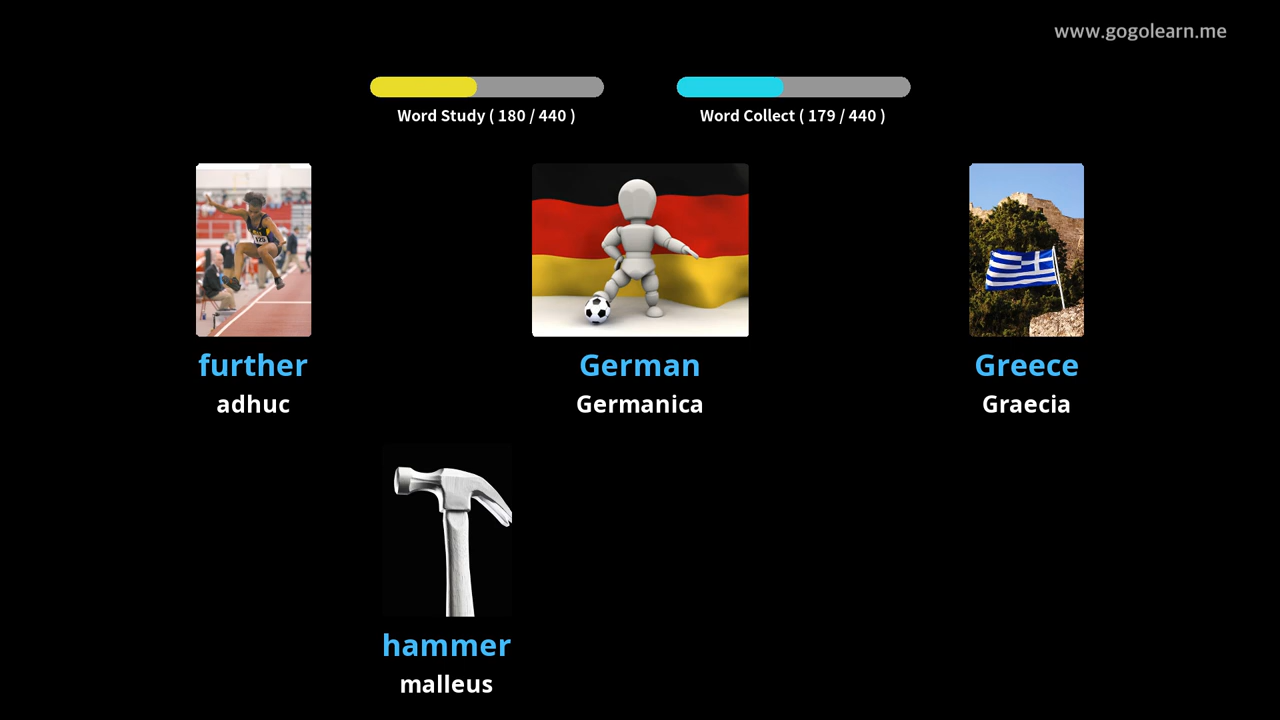 www.gogolearn.me
Word Study ( 180 / 440 )
Word Collect ( 179 / 440 )
further
adhuc
German
Germanica
Greece
Graecia
hammer
malleus